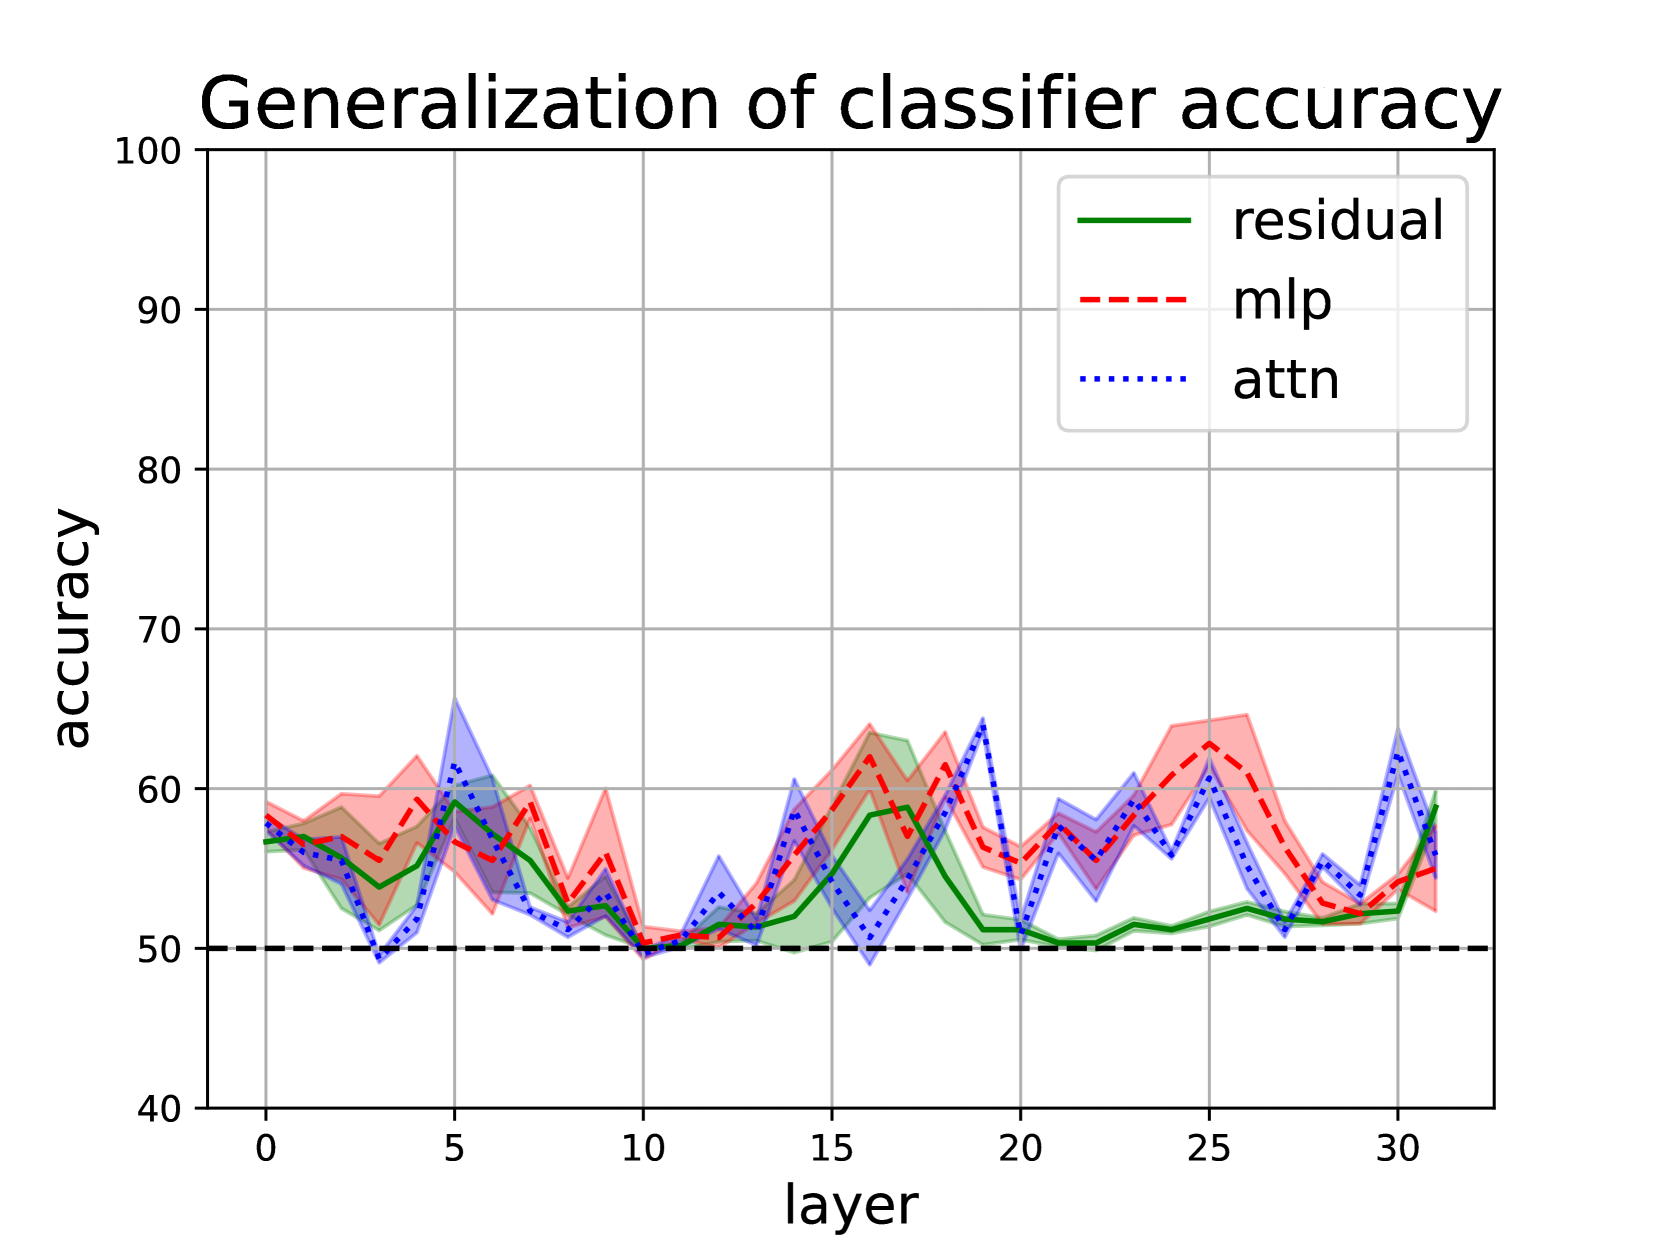 Generalization of classifier accuracy
100
90
80
70
60
50
40
accuracy
residual
mlp
attn
0 5 10 15 20 25 30
layer